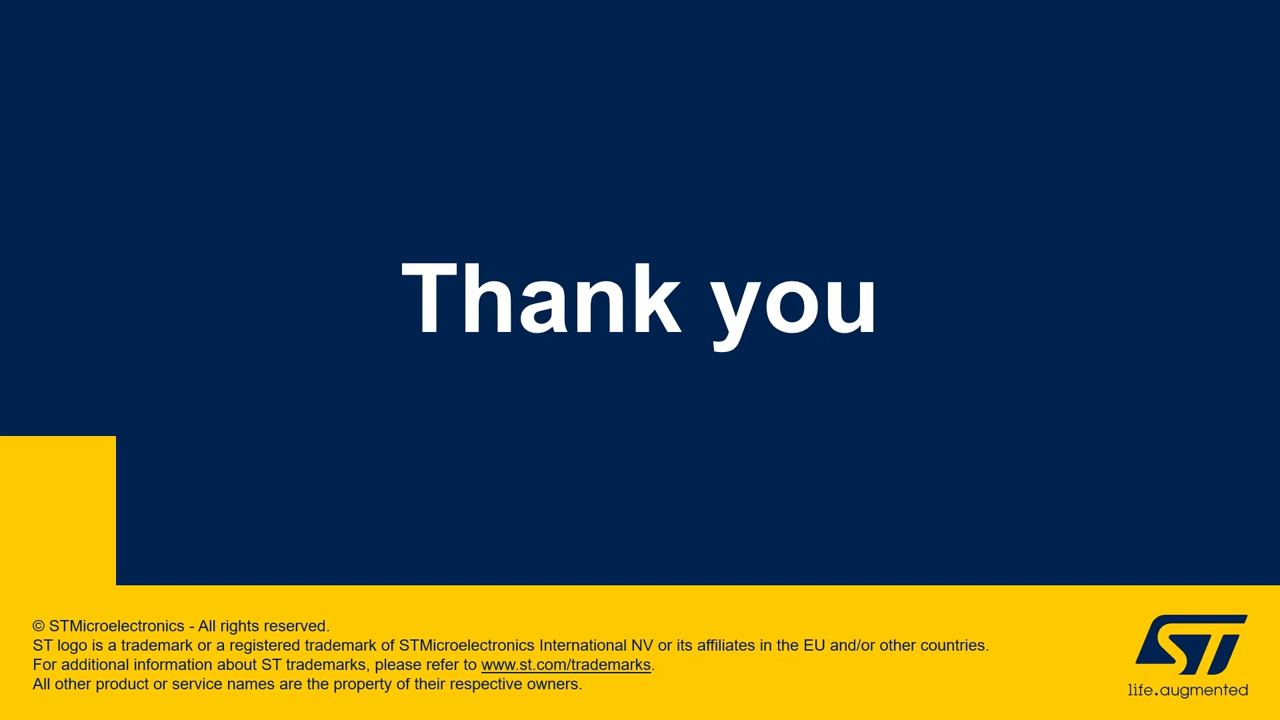 Thank you
© STMicroelectronics - All rights reserved.
ST logo is a trademark or a registered trademark of STMicroelectronics International NV or its affiliates in the EU and/or other countries.
For additional information about ST trademarks, please refer to www.st.com/trademarks.
All other product or service names are the property of their respective owners.
ST
life.augmented